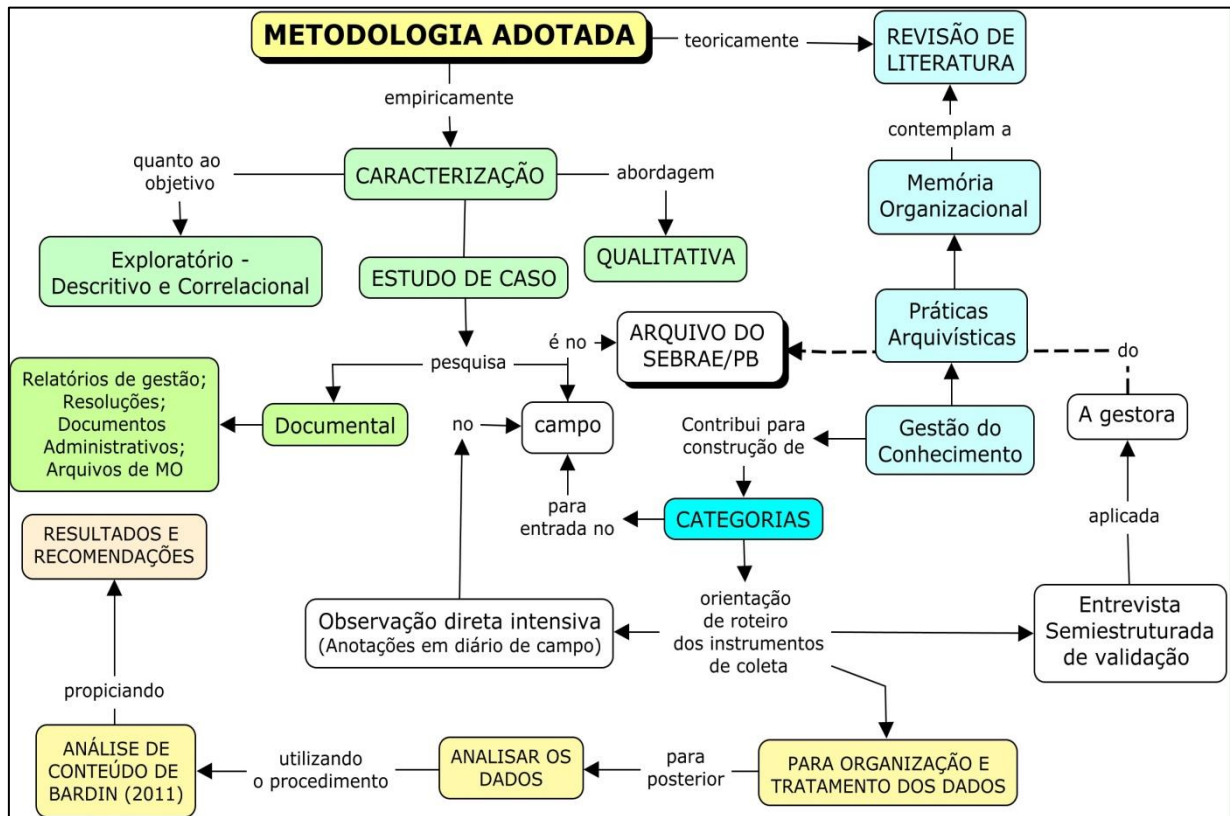 METODOLOGIA ADOTADA
teoricamente
REVISÃO DE
LITERATURA
empiricamente
contemplam a
quanto ao
objetivo
CARACTERIZAÇÃO
abordagem
Memória
Organizacional
Exploratório -
Descritivo e Correlacional
ESTUDO DE CASO
QUALITATIVA
Práticas
Arquivísticas
é no
ARQUIVO DO
SEBRAE/PB
do
pesquisa
Relatórios de gestão;
Resoluções;
Documentos
Administrativos;
Arquivos de MO
Documental
no
campo
Contribui para
construção de
Gestão do
Conhecimento
A gestora
para
entrada no
CATEGORIAS
aplicada
RESULTADOS E
RECOMENDAÇÕES
Observação direta intensiva
(Anotações em diário de campo)
orientação
de roteiro
dos instrumentos
de coleta
Entrevista
Semiestruturada
de validação
propiciando
ANÁLISE DE
CONTEÚDO DE
BARDIN (2011)
utilizando
o procedimento
ANALISAR OS
DADOS
para
posterior
PARA ORGANIZAÇÃO E
TRATAMENTO DOS DADOS